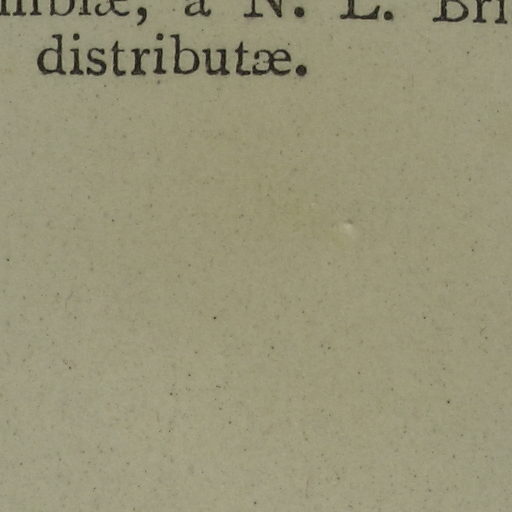 mbiæ, a N. L. Bri
distributæ.